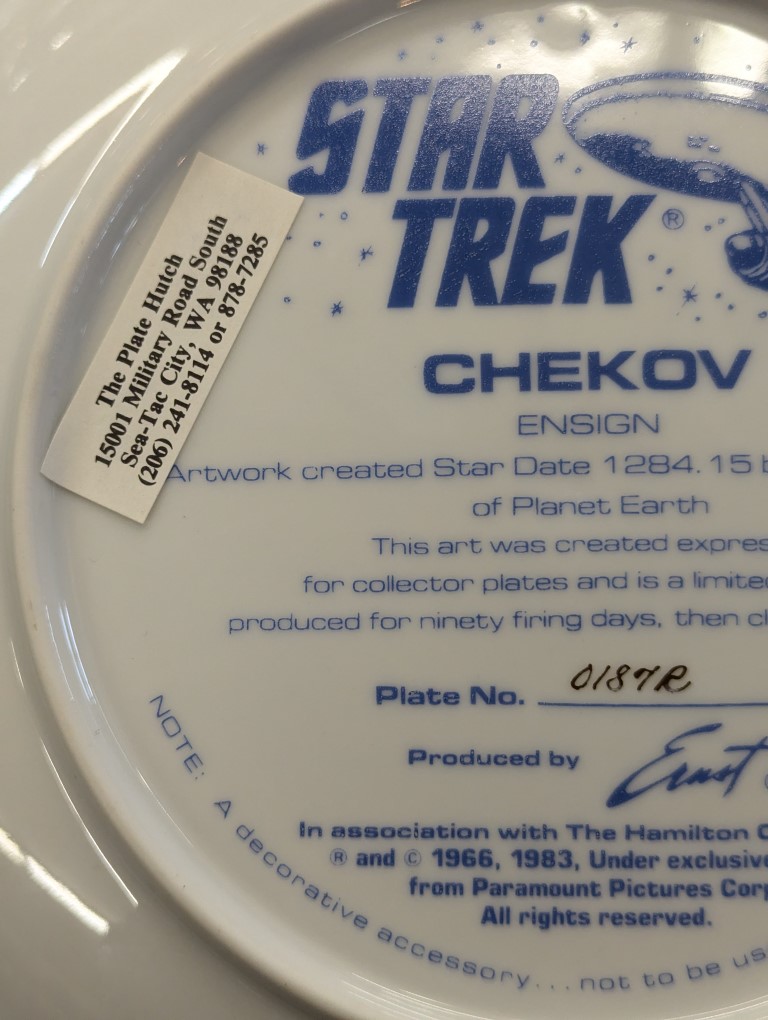 STAR
TREK®
The Plate Hutch
15001 Military Road South
Sea-Tac City, WA 98188
(206) 241-8114 or 878-7285
CHEKOV
ENSIGN
Artwork created Star Date 1284.15
of Planet Earth
This art was created
for collector plates and is a
produced for ninety firing days, then
Plate No. 0187R
Produced by Ernst
In association with The Hamilton
® and © 1966, 1983, Under
from Paramount Pictures
All rights reserved.
NOTE: A decorative accessory... not to be